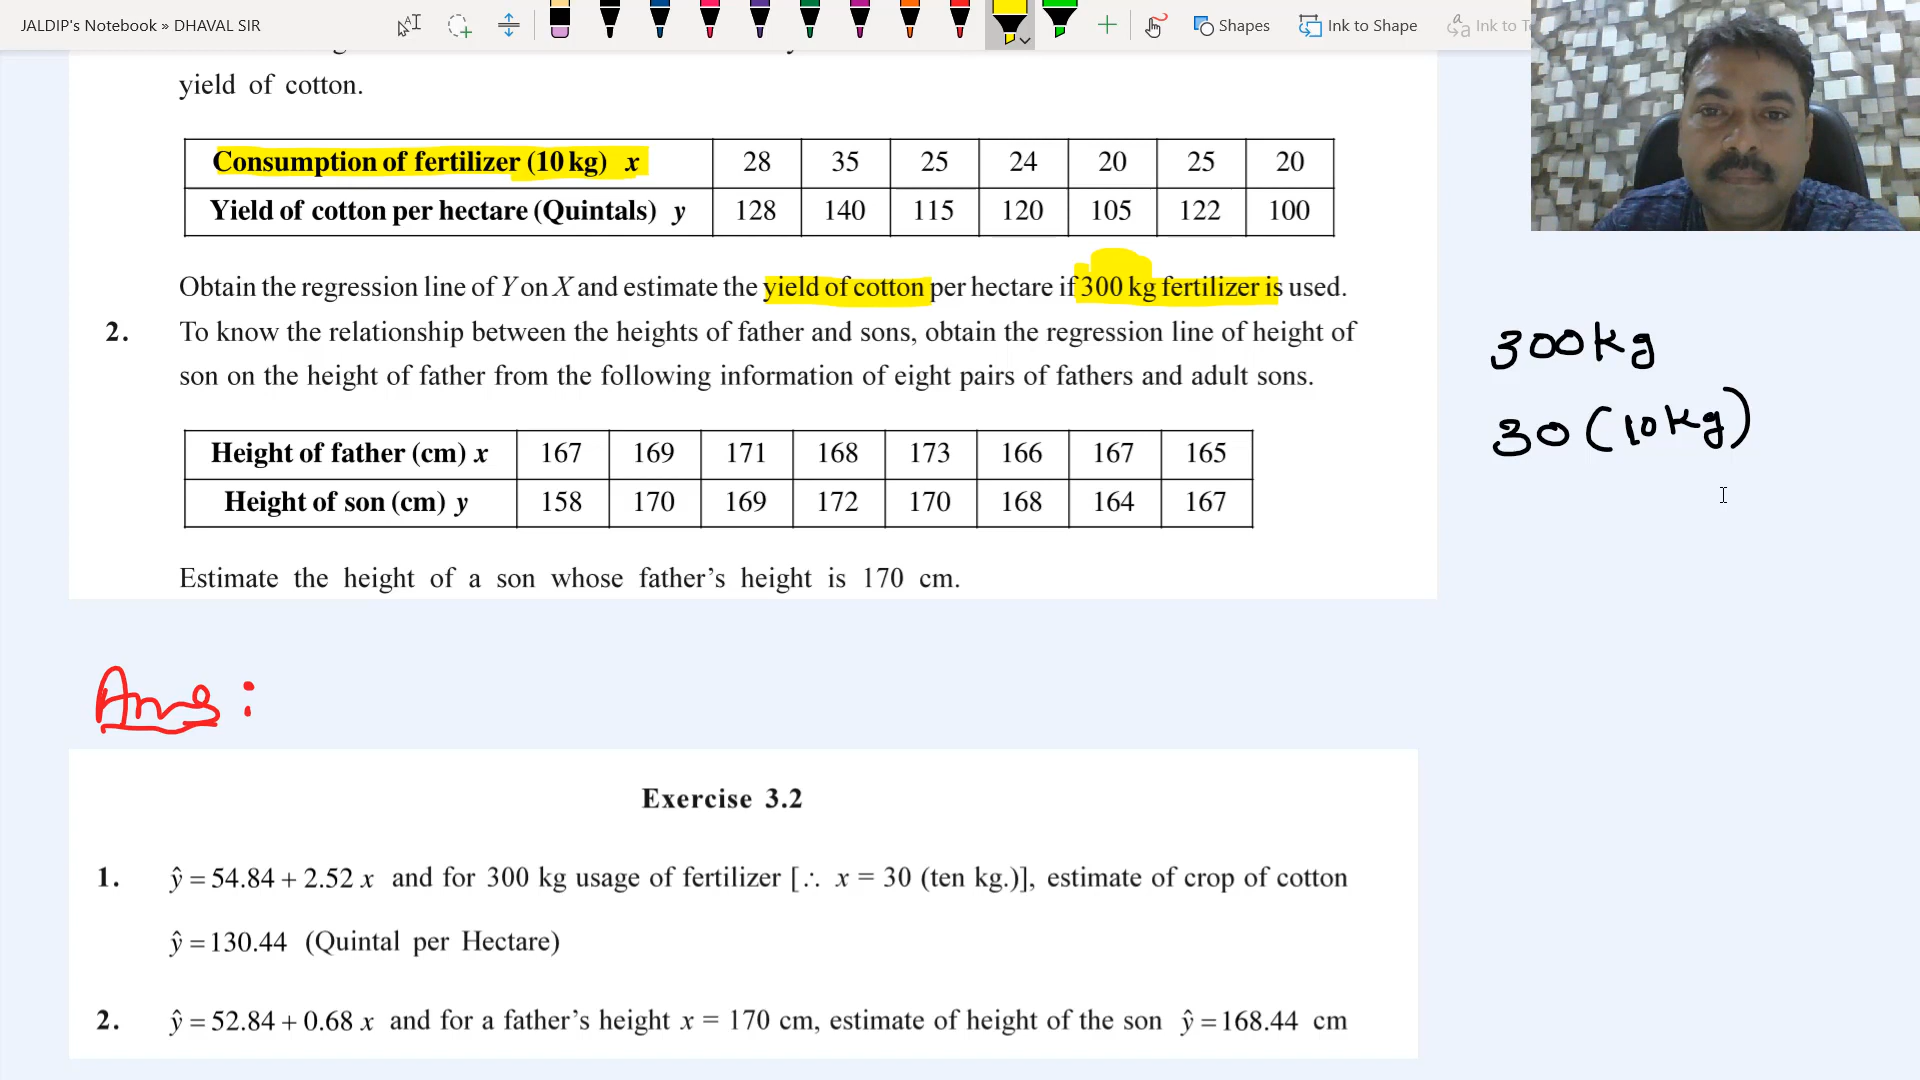 JALDIP's Notebook » DHAVAL SIR
Shapes
Ink to Shape
Ink to
yield of cotton.
Consumption of fertilizer (10 kg) x 28 35 25 24 20 25 20
Yield of cotton per hectare (Quintals) y 128 140 115 120 105 122 100
Obtain the regression line of Y on X and estimate the yield of cotton per hectare if 300 kg fertilizer is used.
2. To know the relationship between the heights of father and sons, obtain the regression line of height of
son on the height of father from the following information of eight pairs of fathers and adult sons.
Height of father (cm) x 167 169 171 168 173 166 167 165
Height of son (cm) y 158 170 169 172 170 168 164 167
Estimate the height of a son whose father's height is 170 cm.
300kg
30 (10kg)
Ans :
Exercise 3.2
1. ŷ = 54.84 + 2.52 x and for 300 kg usage of fertilizer [∴ x = 30 (ten kg.)], estimate of crop of cotton
ŷ = 130.44 (Quintal per Hectare)
2. ŷ = 52.84 + 0.68 x and for a father's height x = 170 cm, estimate of height of the son ŷ = 168.44 cm